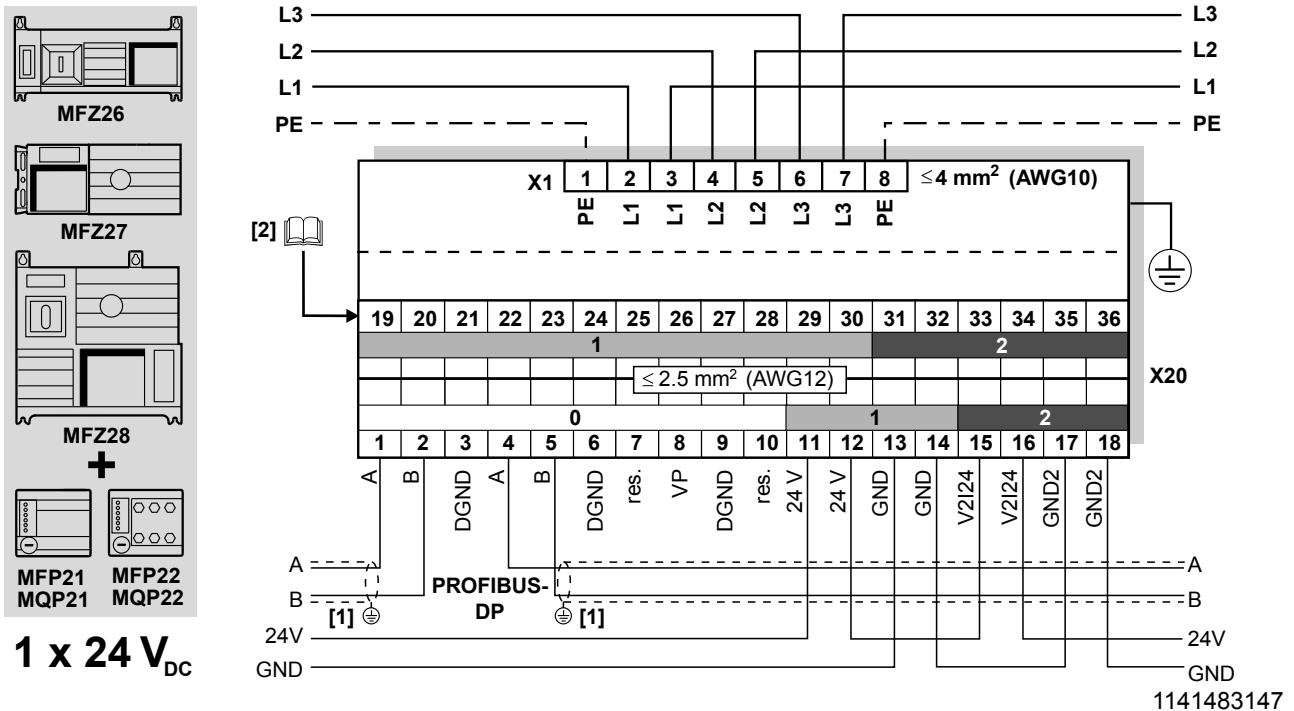 MFZ26
MFZ27
MFZ28
+
MFP21 MFP22
MQP21 MQP22
1 x 24 VDC
L3 L3
L2 L2
L1 L1
PE PE
X1 1 2 3 4 5 6 7 8 ≤4 mm² (AWG10)
PE L1 L1 L2 L2 L3 L3 PE
[2]
19 20 21 22 23 24 25 26 27 28 29 30 31 32 33 34 35 36
1 2
≤ 2.5 mm² (AWG12) X20
0 1 2
1 2 3 4 5 6 7 8 9 10 11 12 13 14 15 16 17 18
A B DGND A B DGND res. VP DGND res. 24 V 24 V GND GND V2I24 V2I24 GND2 GND2
A A
PROFIBUS-
DP
B B
[1] [1]
24V 24V
GND GND
1141483147